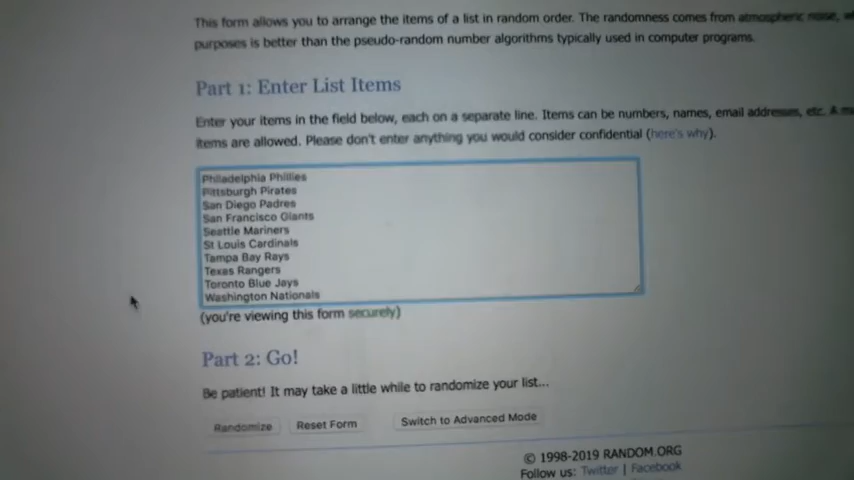 This form allows you to arrange the items of a list in random order. The randomness comes from atmospheric noise,
purposes is better than the pseudo-random number algorithms typically used in computer programs.
Part 1: Enter List Items
Enter your items in the field below, each on a separate line. Items can be numbers, names, email addresses, etc. A
items are allowed. Please don't enter anything you would consider confidential (here's why).
Philadelphia Phillies
Pittsburgh Pirates
San Diego Padres
San Francisco Giants
Seattle Mariners
St Louis Cardinals
Tampa Bay Rays
Texas Rangers
Toronto Blue Jays
Washington Nationals
(you're viewing this form securely)
Part 2: Go!
Be patient! It may take a little while to randomize your list...
Randomize Reset Form Switch to Advanced Mode
© 1998-2019 RANDOM.ORG
Follow us: Twitter | Facebook